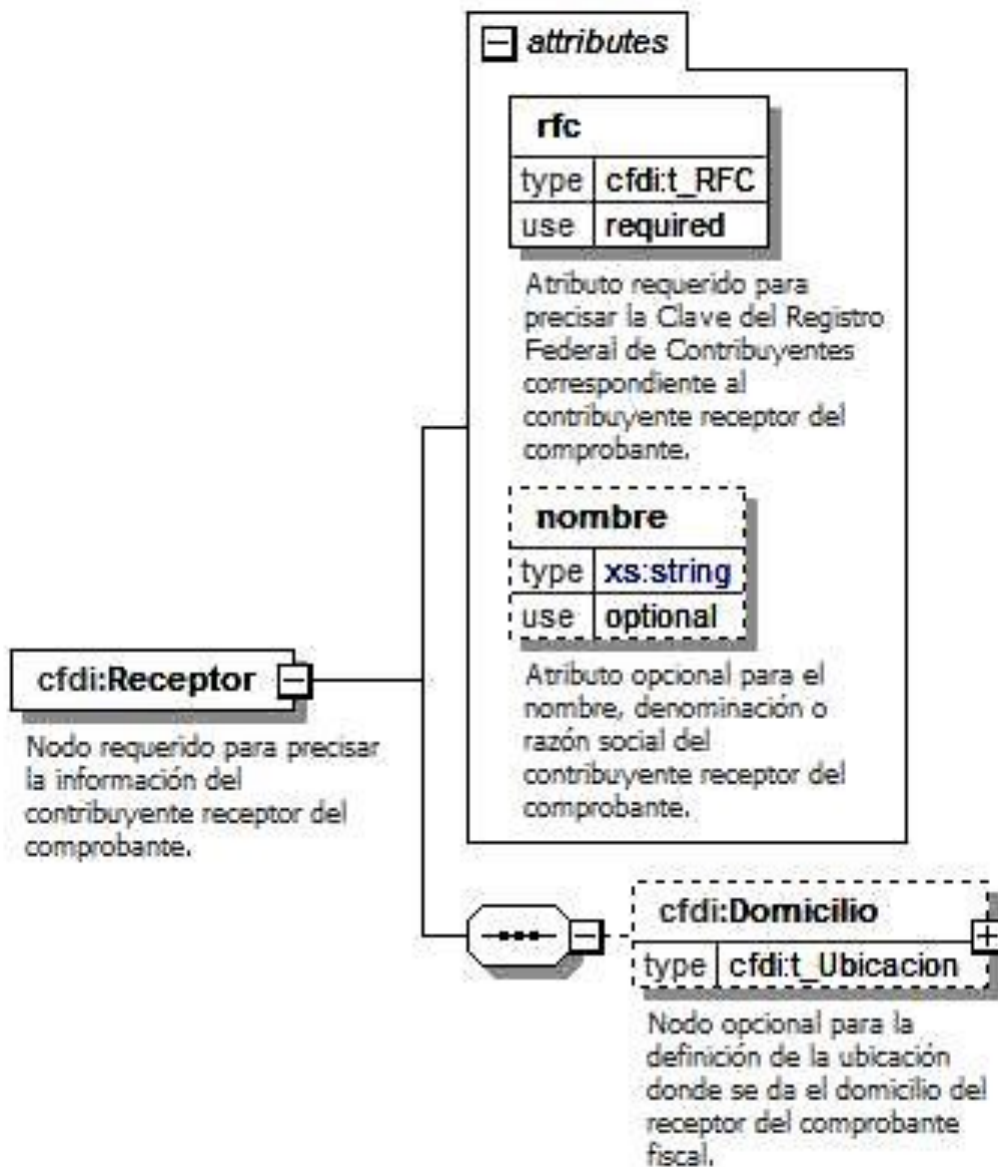 attributes
rfc
type cfdi:t_RFC
use required
Atributo requerido para
precisar la Clave del Registro
Federal de Contribuyentes
correspondiente al
contribuyente receptor del
comprobante.
nombre
type xs:string
use optional
Atributo opcional para el
nombre, denominación o
razón social del
contribuyente receptor del
comprobante.
cfdi:Receptor
Nodo requerido para precisar
la información del
contribuyente receptor del
comprobante.
cfdi:Domicilio
type cfdi:t_Ubicacion
Nodo opcional para la
definición de la ubicación
donde se da el domicilio del
receptor del comprobante
fiscal.